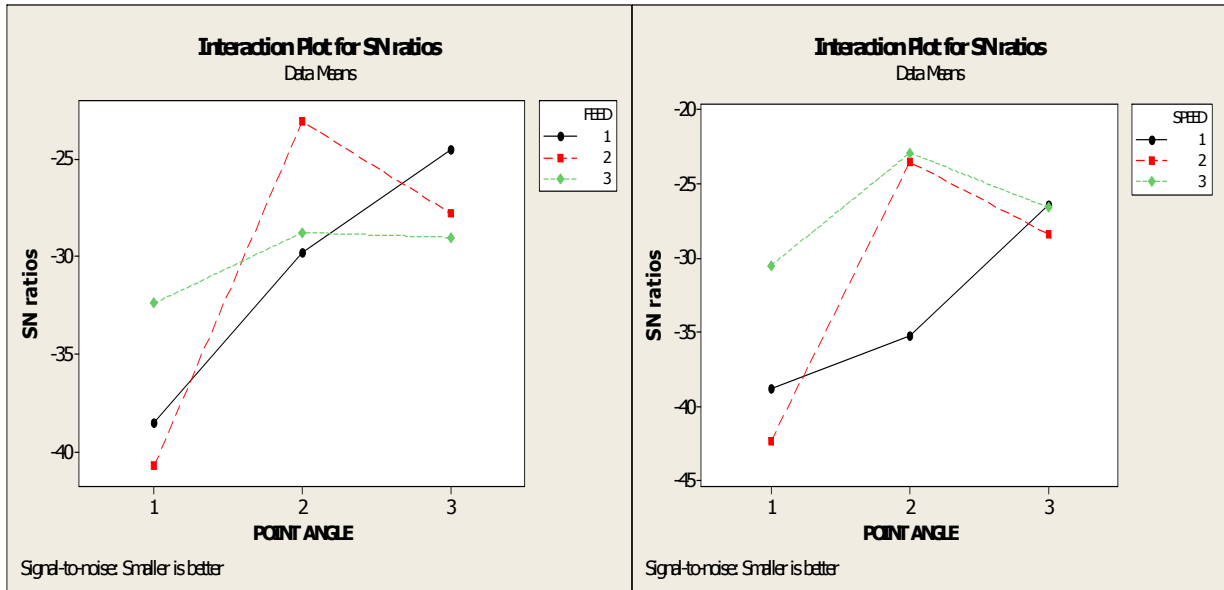 Interaction Plot for SN ratios
Data Means
FEED
1
2
3
-25
-30
-35
-40
SN ratios
1
2
3
POINT ANGLE
Signal-to-noise: Smaller is better
Interaction Plot for SN ratios
Data Means
SPEED
1
2
3
-20
-25
-30
-35
-40
-45
SN ratios
1
2
3
POINT ANGLE
Signal-to-noise: Smaller is better